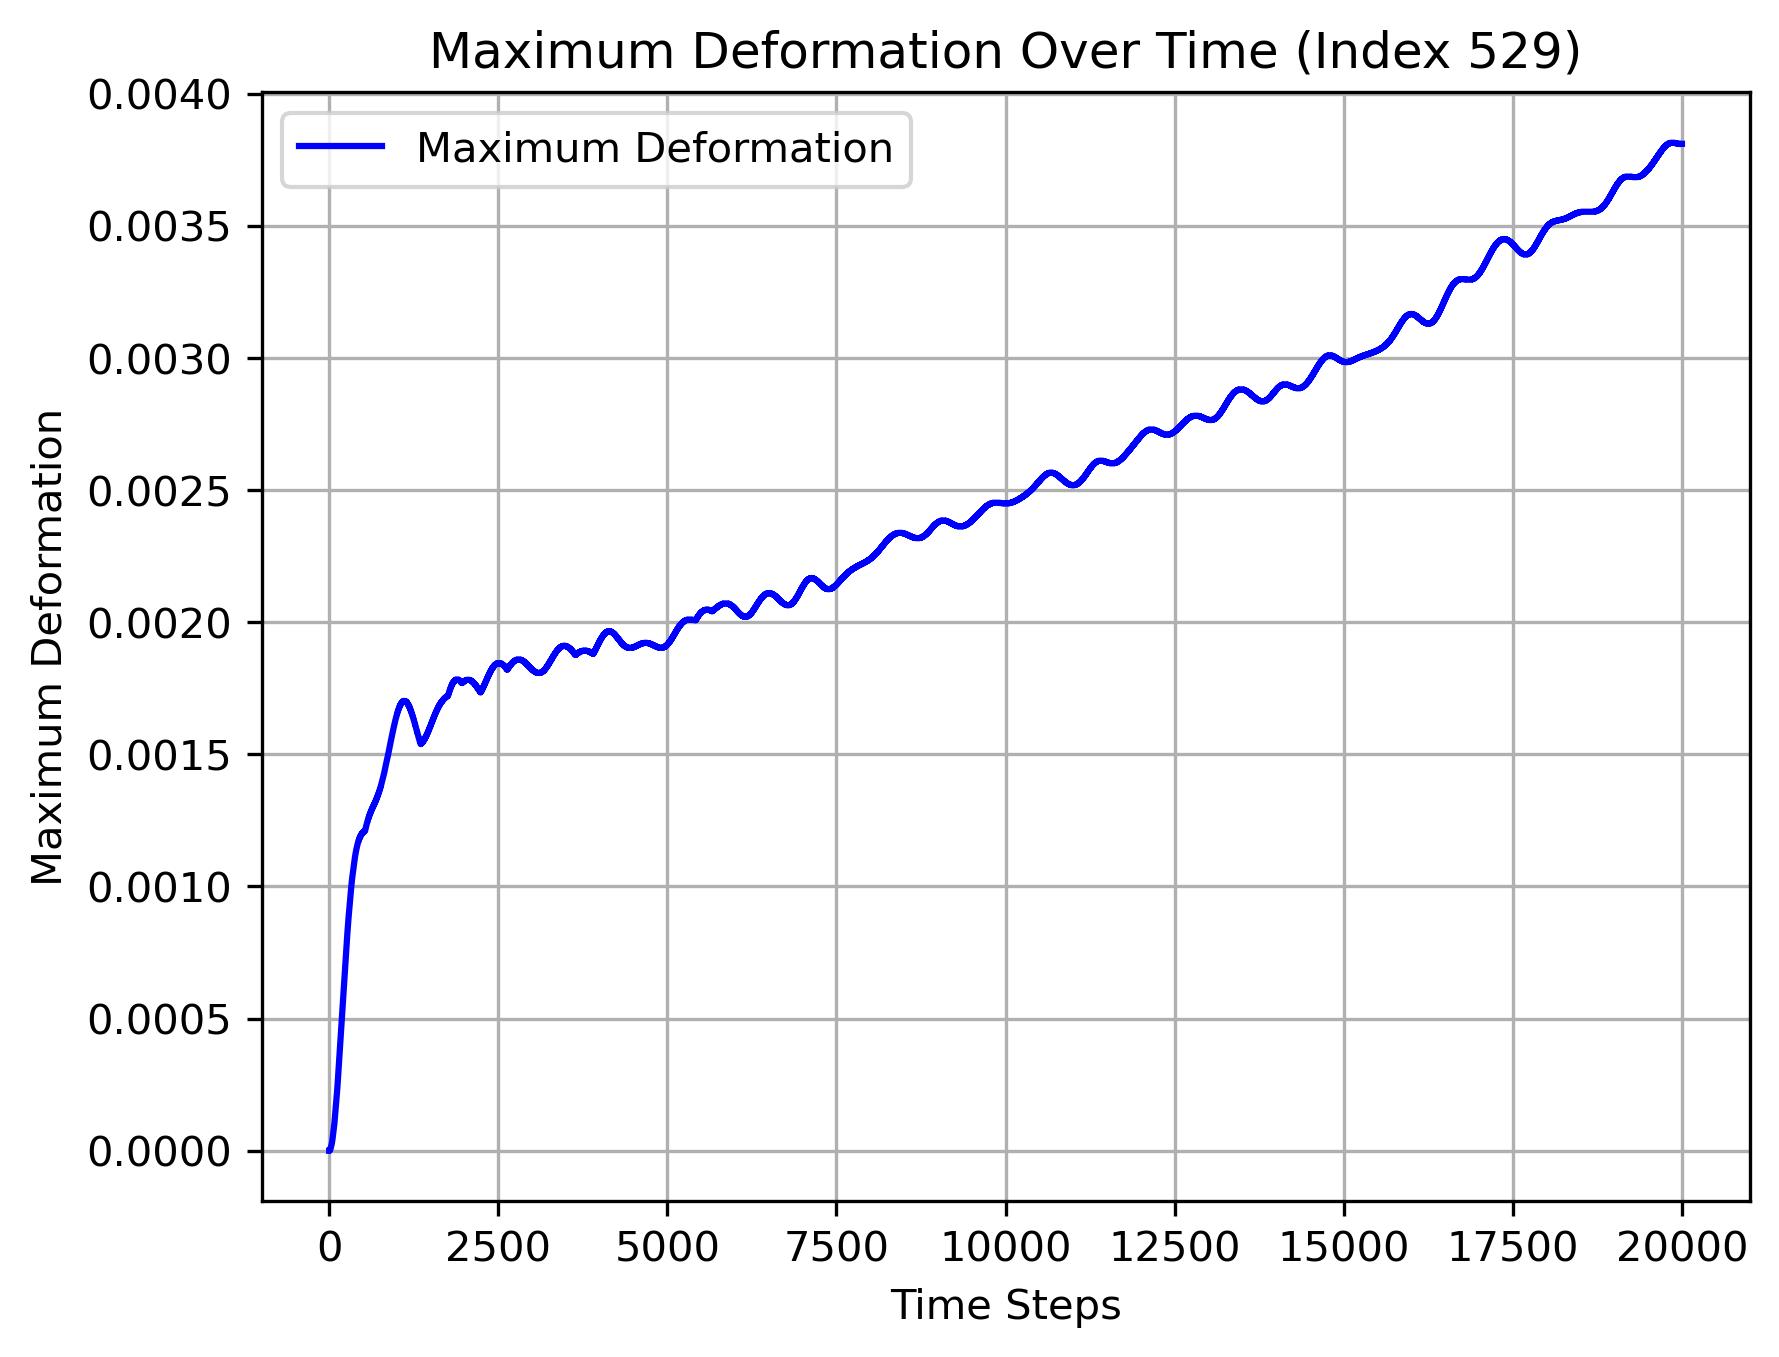 Maximum Deformation Over Time (Index 529)
Maximum Deformation
Maximum Deformation
0.0040
0.0035
0.0030
0.0025
0.0020
0.0015
0.0010
0.0005
0.0000
0 2500 5000 7500 10000 12500 15000 17500 20000
Time Steps